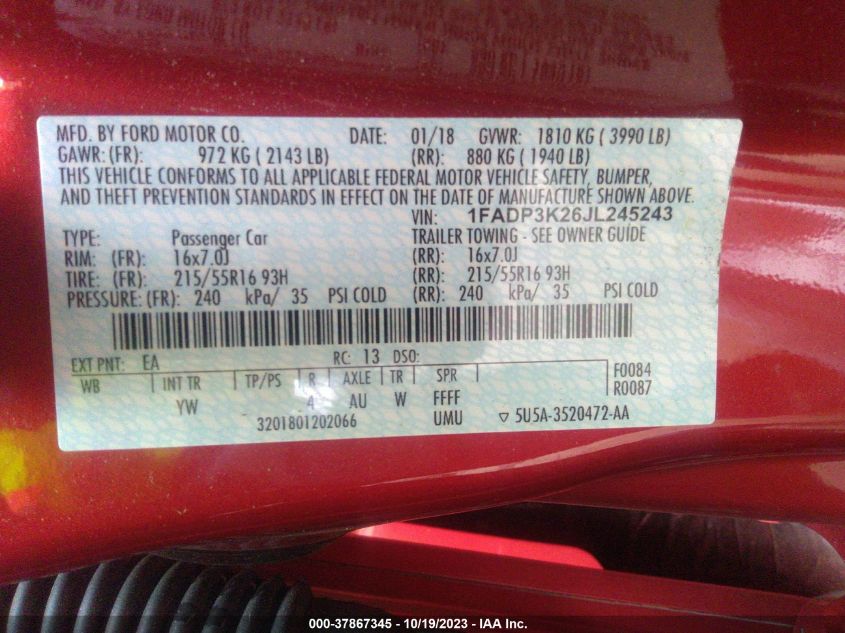 MFD. BY FORD MOTOR CO. DATE: 01/18 GVWR: 1810 KG ( 3990 LB)
GAWR: (FR): 972 KG ( 2143 LB) (RR): 880 KG ( 1940 LB)
THIS VEHICLE CONFORMS TO ALL APPLICABLE FEDERAL MOTOR VEHICLE SAFETY, BUMPER,
AND THEFT PREVENTION STANDARDS IN EFFECT ON THE DATE OF MANUFACTURE SHOWN ABOVE.
VIN: 1FADP3K26JL245243
TYPE: Passenger Car TRAILER TOWING - SEE OWNER GUIDE
RIM: (FR): 16x7.0J (RR): 16x7.0J
TIRE: (FR): 215/55R16 93H (RR): 215/55R16 93H
PRESSURE: (FR): 240 kPa/ 35 PSI COLD (RR): 240 kPa/ 35 PSI COLD
EXT PNT: EA RC: 13 DSO:
WB INT TR TP/PS R AXLE TR SPR F0084
R0087
YW 4 AU W FFFF
3201801202066 UMU ▽ 5U5A-3520472-AA
000-37867345 - 10/19/2023 - IAA Inc.